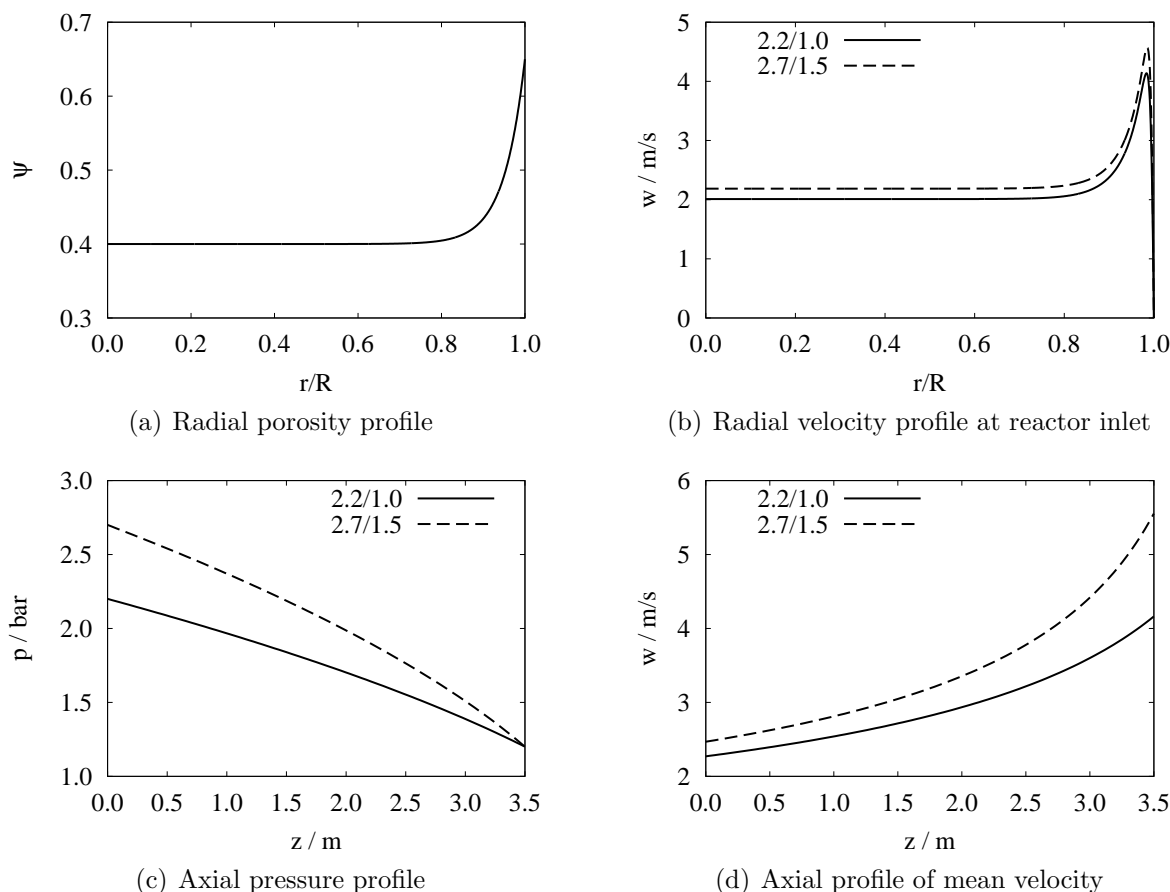 0.7
0.6
0.5
0.4
0.3
ψ
0.0 0.2 0.4 0.6 0.8 1.0
r/R
(a) Radial porosity profile
5
4
3
2
1
0
w / m/s
2.2/1.0
2.7/1.5
0.0 0.2 0.4 0.6 0.8 1.0
r/R
(b) Radial velocity profile at reactor inlet
3.0
2.5
2.0
1.5
1.0
p / bar
2.2/1.0
2.7/1.5
0.0 0.5 1.0 1.5 2.0 2.5 3.0 3.5
z / m
(c) Axial pressure profile
6
5
4
3
2
w / m/s
2.2/1.0
2.7/1.5
0.0 0.5 1.0 1.5 2.0 2.5 3.0 3.5
z / m
(d) Axial profile of mean velocity